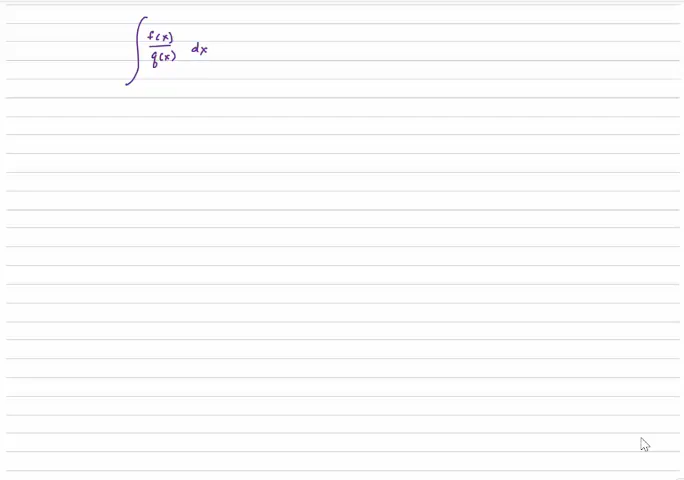 ∫ f(x)/g(x) dx